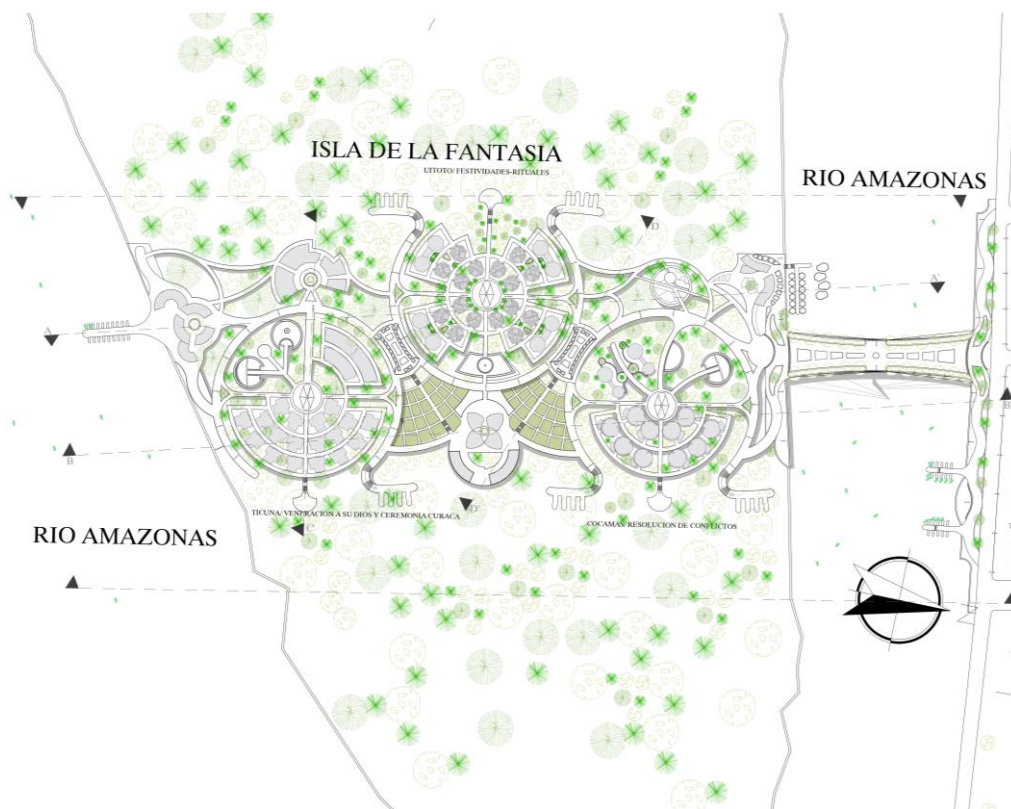 ISLA DE LA FANTASIA
UITOTO/ FESTIVIDADES-RITUALES
RIO AMAZONAS
C
D
A'
A
B'
B
TICUNA/ VENERACION A SU DIOS Y CEREMONIA CURACA
D'
C'
COCAMAS/ RESOLUCION DE CONFLICTOS
RIO AMAZONAS